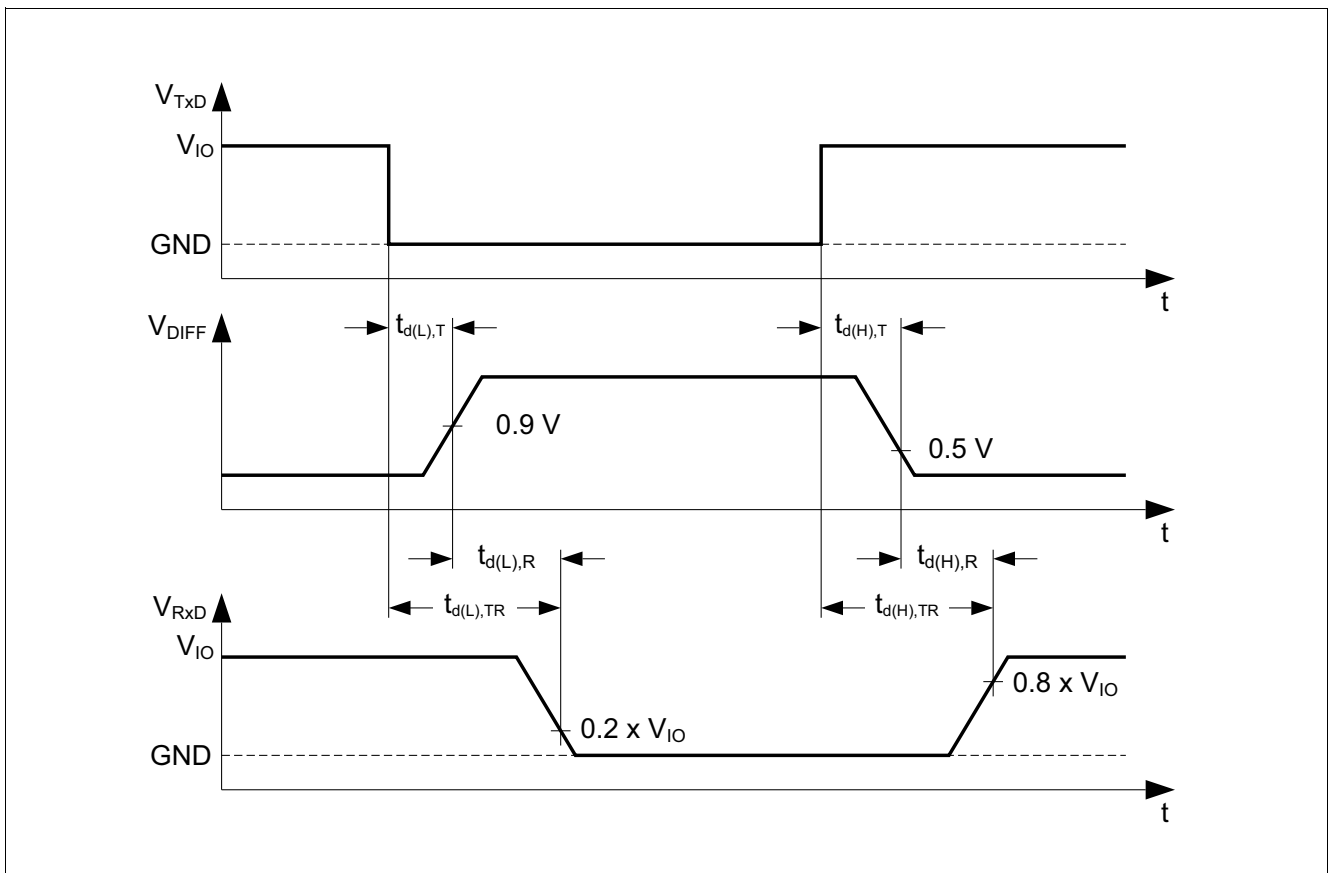 V_TxD
V_IO
GND
t
V_DIFF
t_d(L),T
t_d(H),T
0.9 V
0.5 V
t
t_d(L),R
t_d(H),R
t_d(L),TR
t_d(H),TR
V_RxD
V_IO
0.8 x V_IO
0.2 x V_IO
GND
t